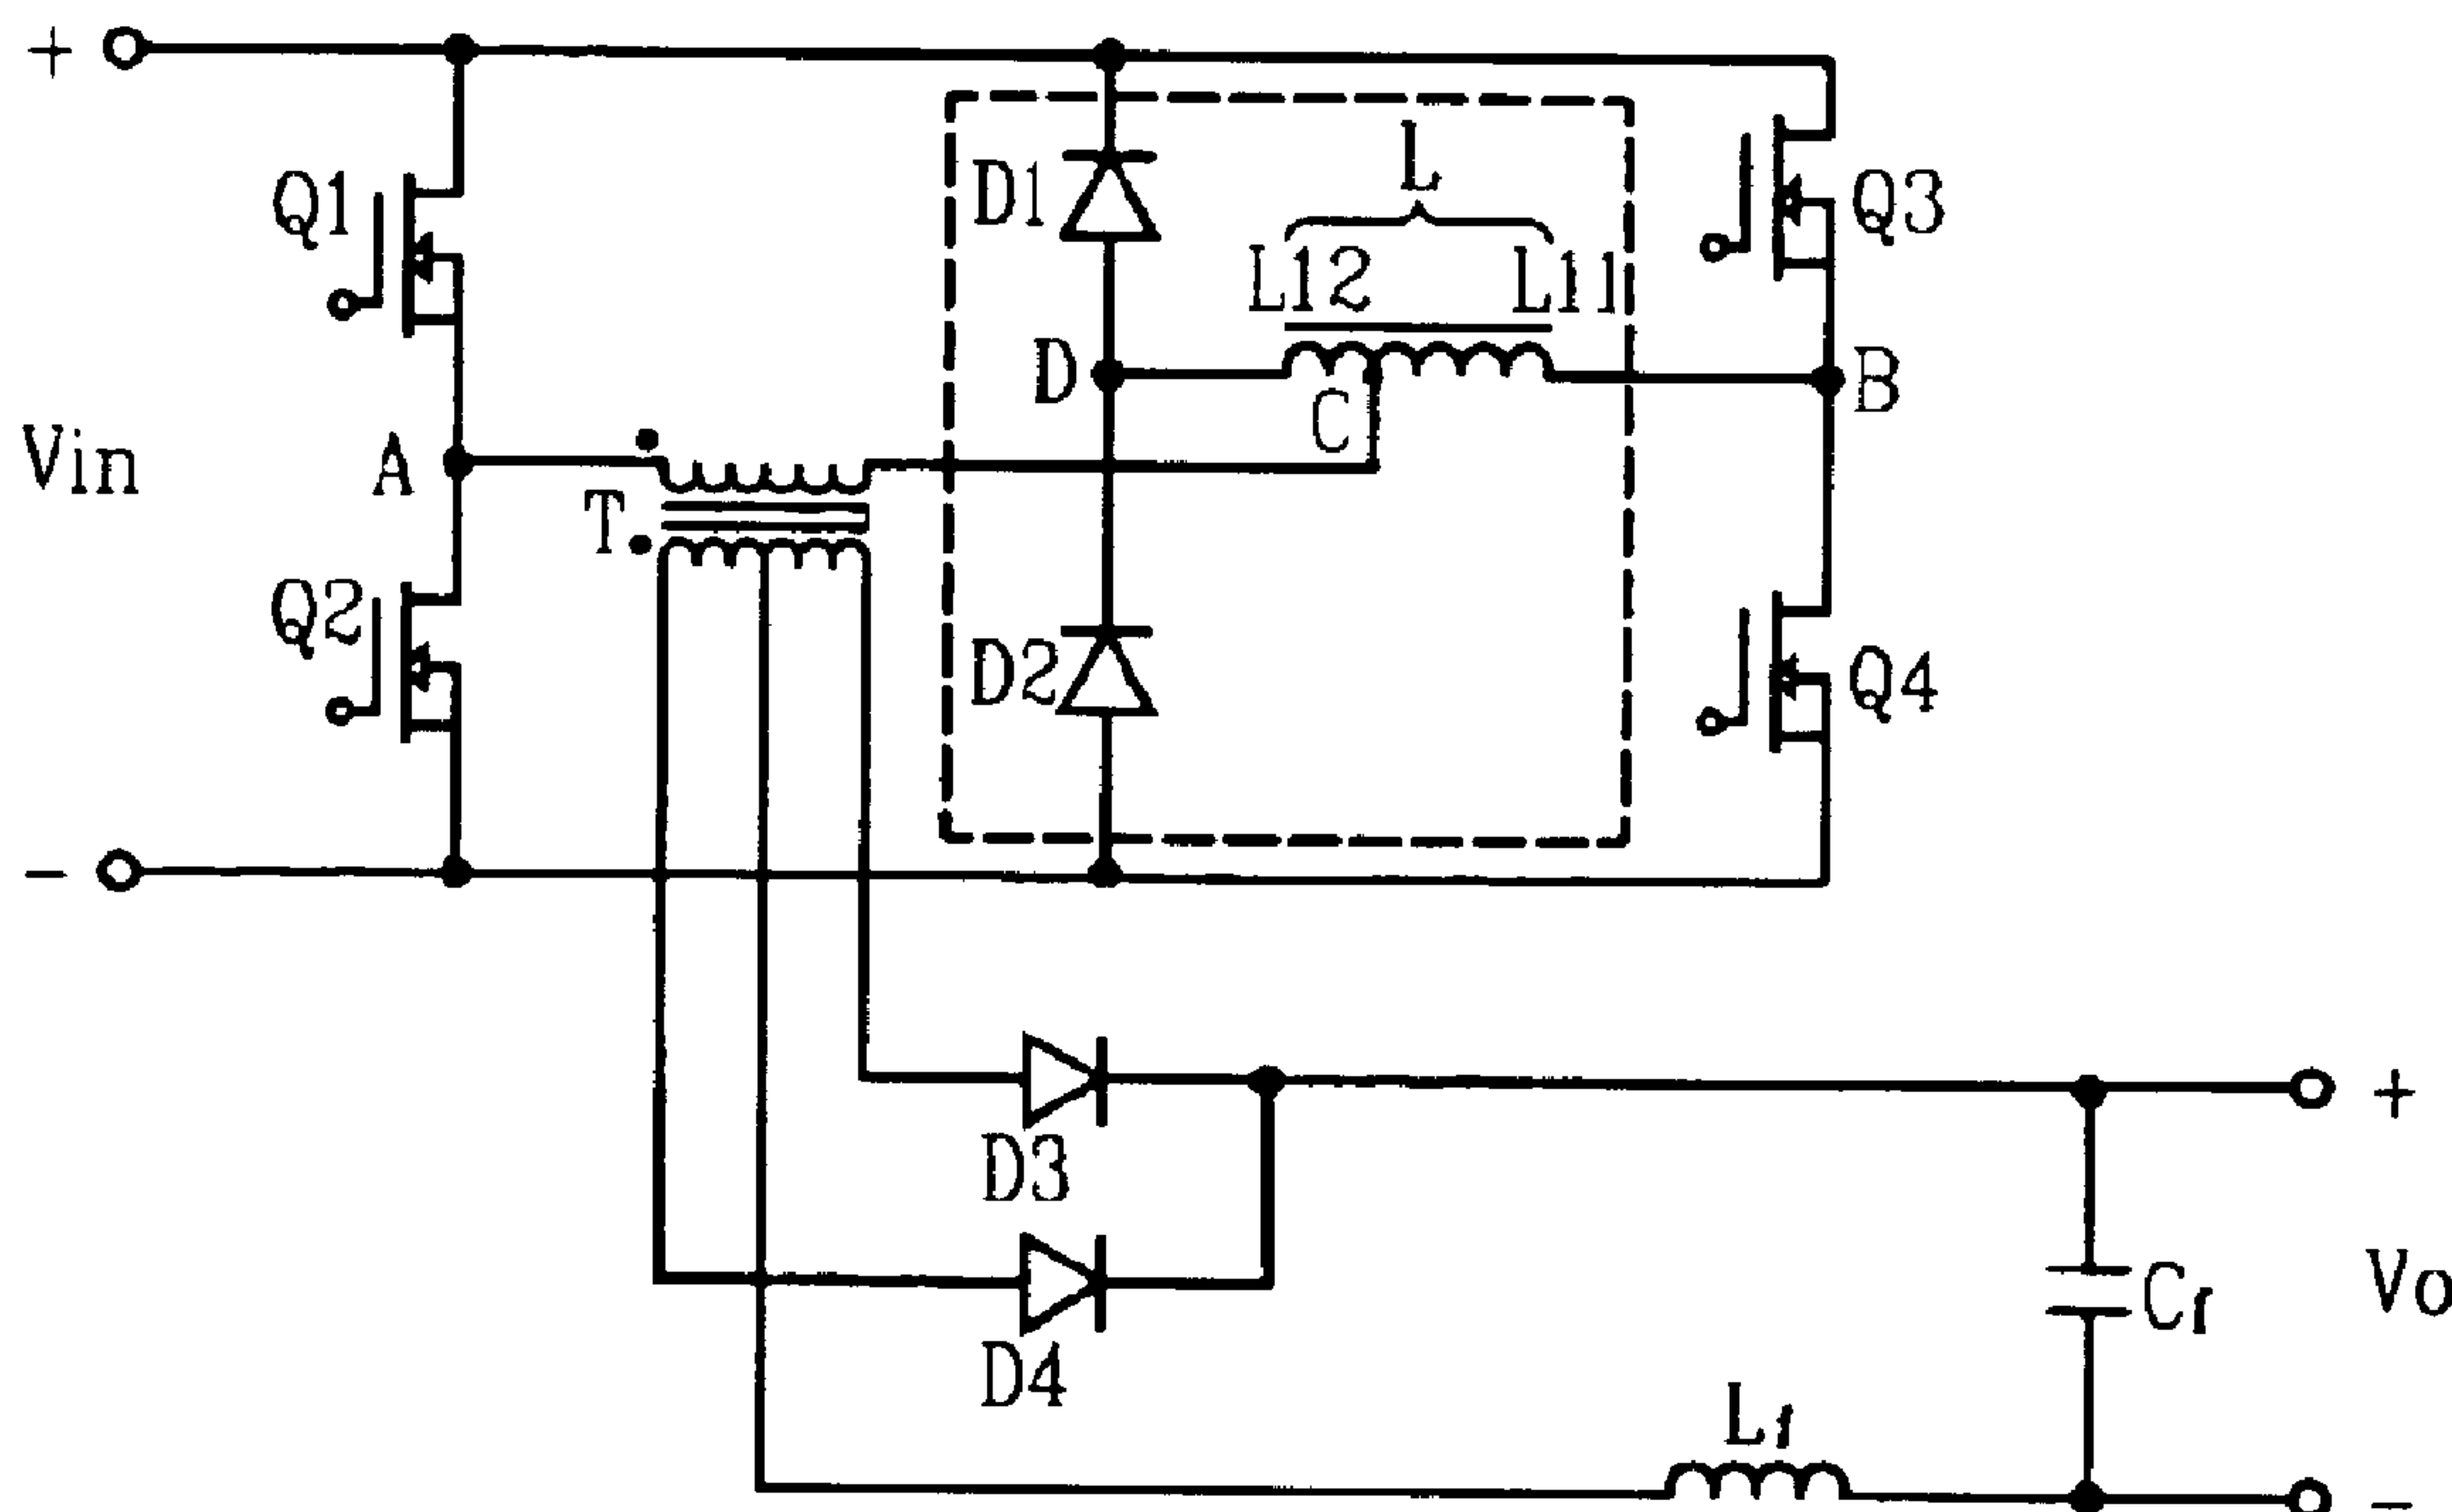 +
Q1
D1
L
L12
L11
Q3
D
C
B
Vin
A
T
Q2
D2
Q4
-
D3
+
D4
Cf
Vo
Lf
-